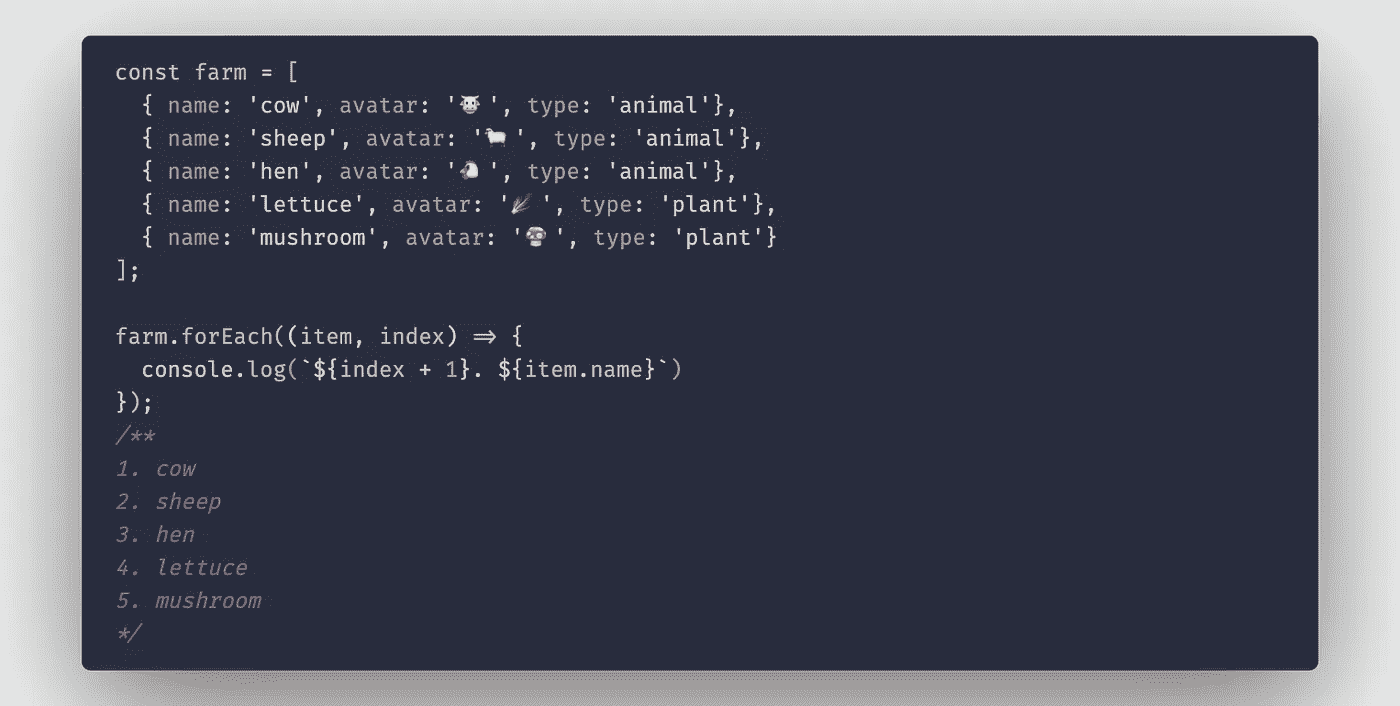 const farm = [
  { name: 'cow', avatar: '🐮 ', type: 'animal'},
  { name: 'sheep', avatar: '🐑 ', type: 'animal'},
  { name: 'hen', avatar: '🐔 ', type: 'animal'},
  { name: 'lettuce', avatar: '🌿 ', type: 'plant'},
  { name: 'mushroom', avatar: '🍄 ', type: 'plant'}
];

farm.forEach((item, index) => {
  console.log(`${index + 1}. ${item.name}`)
});
/**
1. cow
2. sheep
3. hen
4. lettuce
5. mushroom
*/